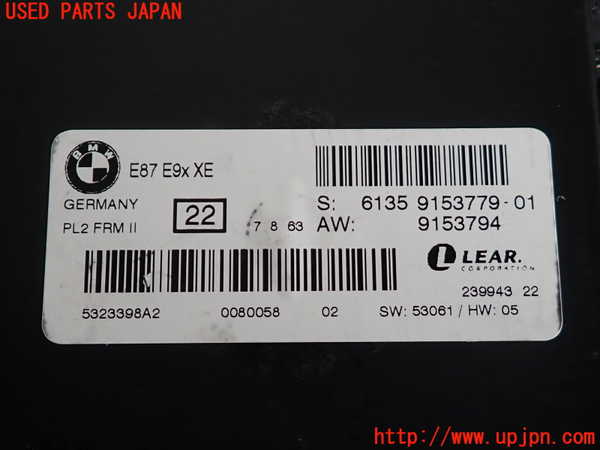 USED PARTS JAPAN
BMW
E87 E9x XE
GERMANY
PL2 FRM II
22
7 8 63
S: 6135 9153779-01
AW: 9153794
LEAR.
CORPORATION
239943 22
5323398A2 0080058 02 SW: 53061 / HW: 05
www.upjpn.com